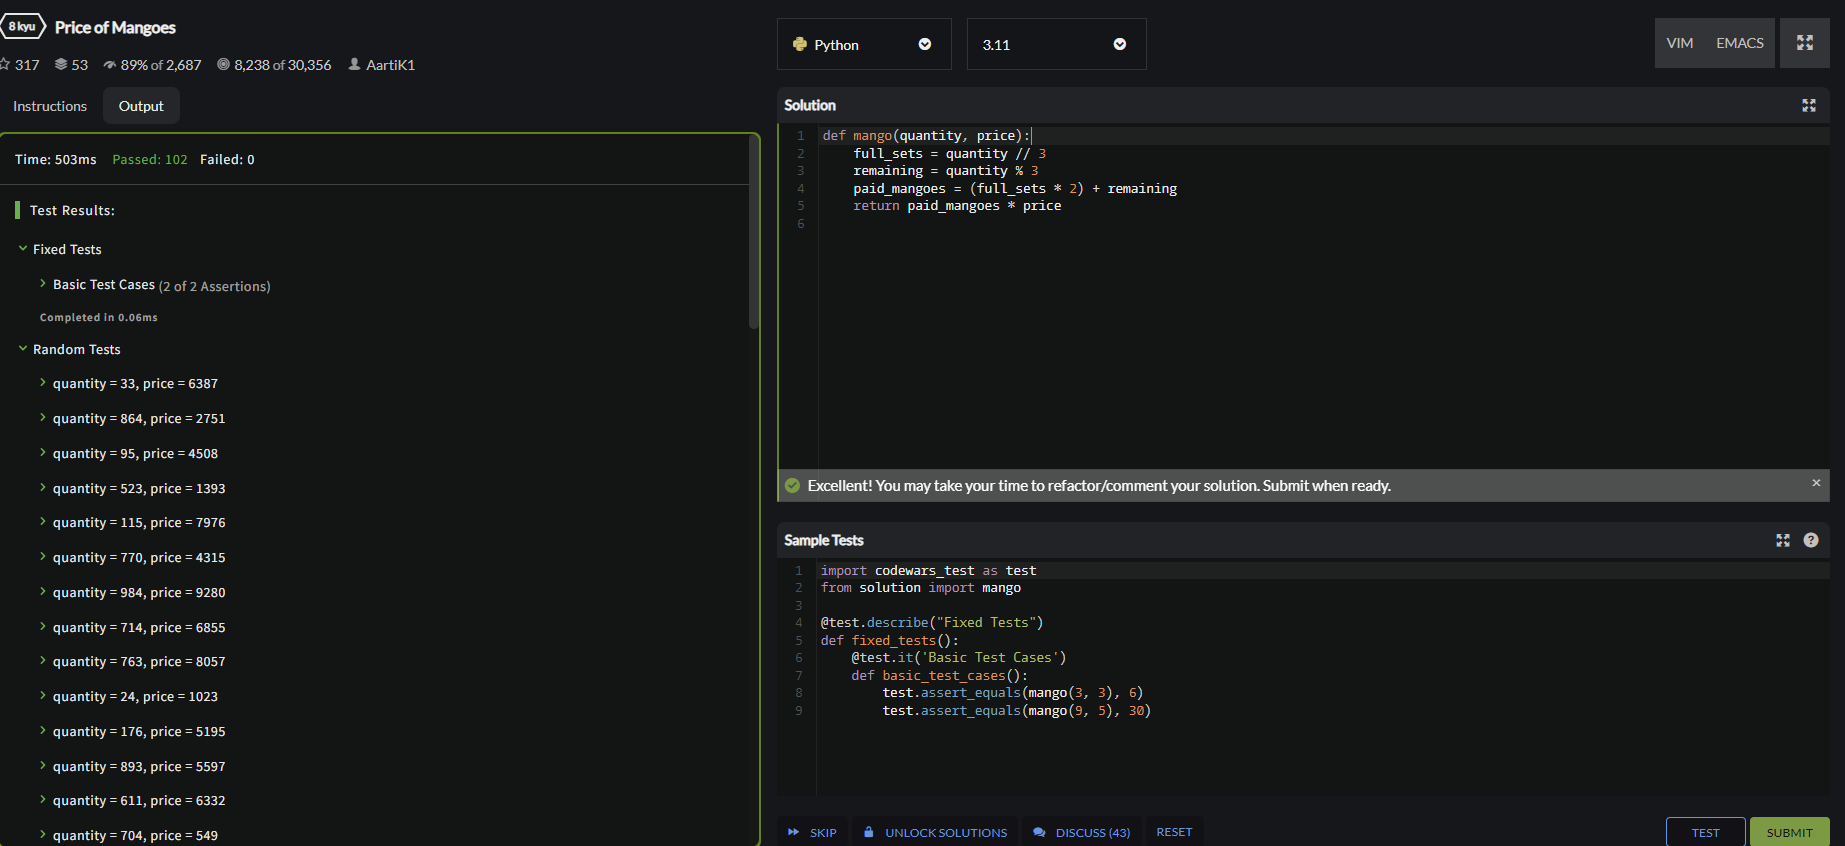 8 kyu Price of Mangoes
317 53 89% of 2,687 8,238 of 30,356 AartiK1
Instructions Output
Time: 503ms Passed: 102 Failed: 0
Test Results:
Fixed Tests
Basic Test Cases (2 of 2 Assertions)
Completed in 0.06ms
Random Tests
quantity = 33, price = 6387
quantity = 864, price = 2751
quantity = 95, price = 4508
quantity = 523, price = 1393
quantity = 115, price = 7976
quantity = 770, price = 4315
quantity = 984, price = 9280
quantity = 714, price = 6855
quantity = 763, price = 8057
quantity = 24, price = 1023
quantity = 176, price = 5195
quantity = 893, price = 5597
quantity = 611, price = 6332
quantity = 704, price = 549
Python 3.11 VIM EMACS
Solution
1 def mango(quantity, price):
2     full_sets = quantity // 3
3     remaining = quantity % 3
4     paid_mangoes = (full_sets * 2) + remaining
5     return paid_mangoes * price
6
Excellent! You may take your time to refactor/comment your solution. Submit when ready.
Sample Tests
1 import codewars_test as test
2 from solution import mango
3
4 @test.describe("Fixed Tests")
5 def fixed_tests():
6     @test.it('Basic Test Cases')
7     def basic_test_cases():
8         test.assert_equals(mango(3, 3), 6)
9         test.assert_equals(mango(9, 5), 30)
SKIP UNLOCK SOLUTIONS DISCUSS (43) RESET TEST SUBMIT